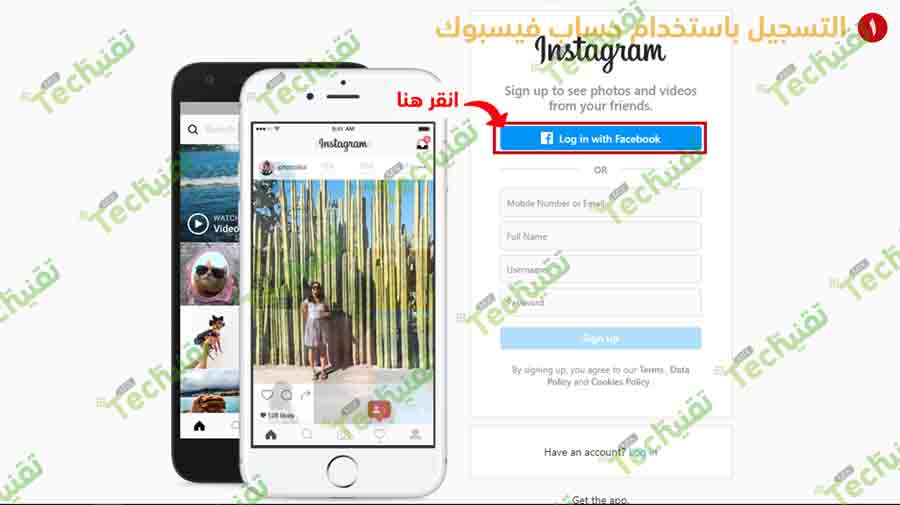 ١ التسجيل باستخدام حساب فيسبوك
Instagram
Sign up to see photos and videos
from your friends.
انقر هنا
Log in with Facebook
OR
Mobile Number or Email
Full Name
Username
Password
Sign up
By signing up, you agree to our Terms, Data
Policy and Cookies Policy
Have an account? Log in
Get the app.
Search
WATCH
Video
9:41 AM
Instagram
128 likes
تقنيTech